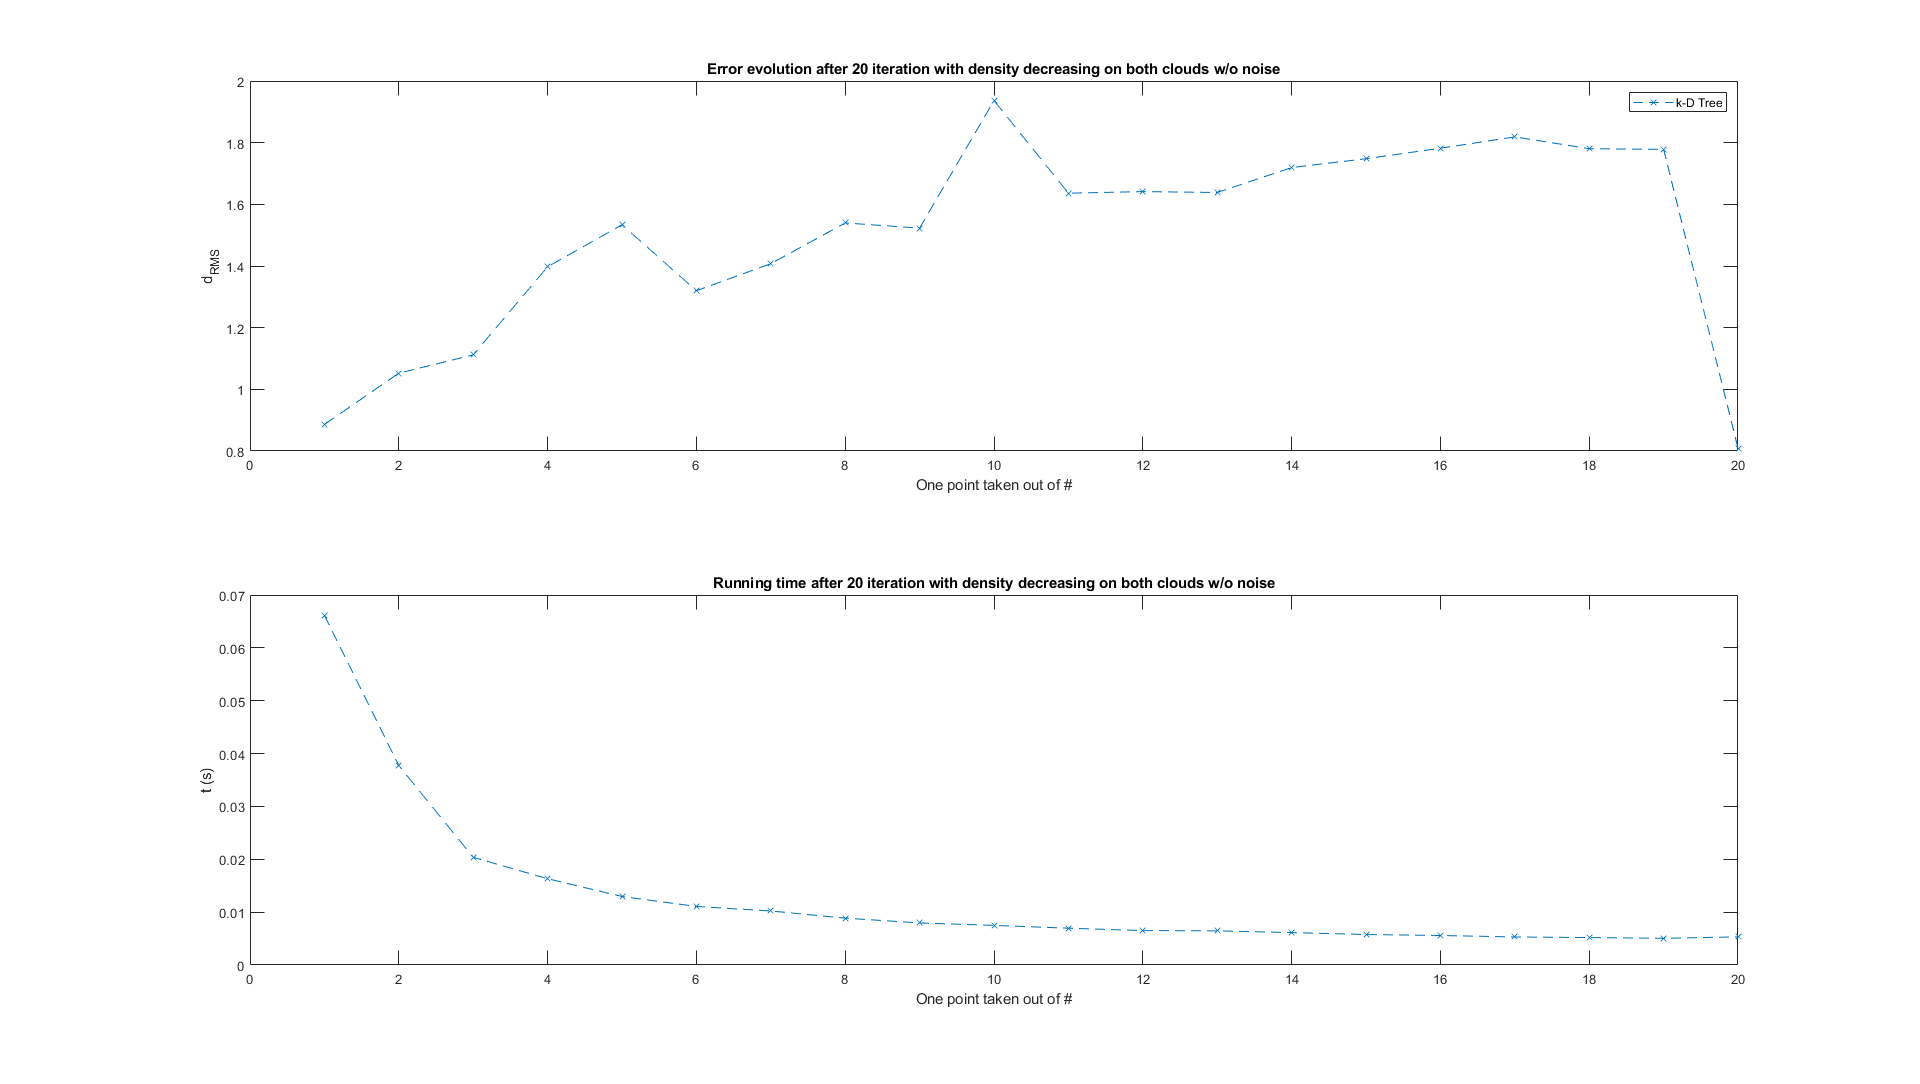 Error evolution after 20 iteration with density decreasing on both clouds w/o noise
2
1.8
1.6
1.4
1.2
1
0.8
d_RMS
k-D Tree
0 2 4 6 8 10 12 14 16 18 20
One point taken out of #
Running time after 20 iteration with density decreasing on both clouds w/o noise
0.07
0.06
0.05
0.04
0.03
0.02
0.01
0
t (s)
0 2 4 6 8 10 12 14 16 18 20
One point taken out of #